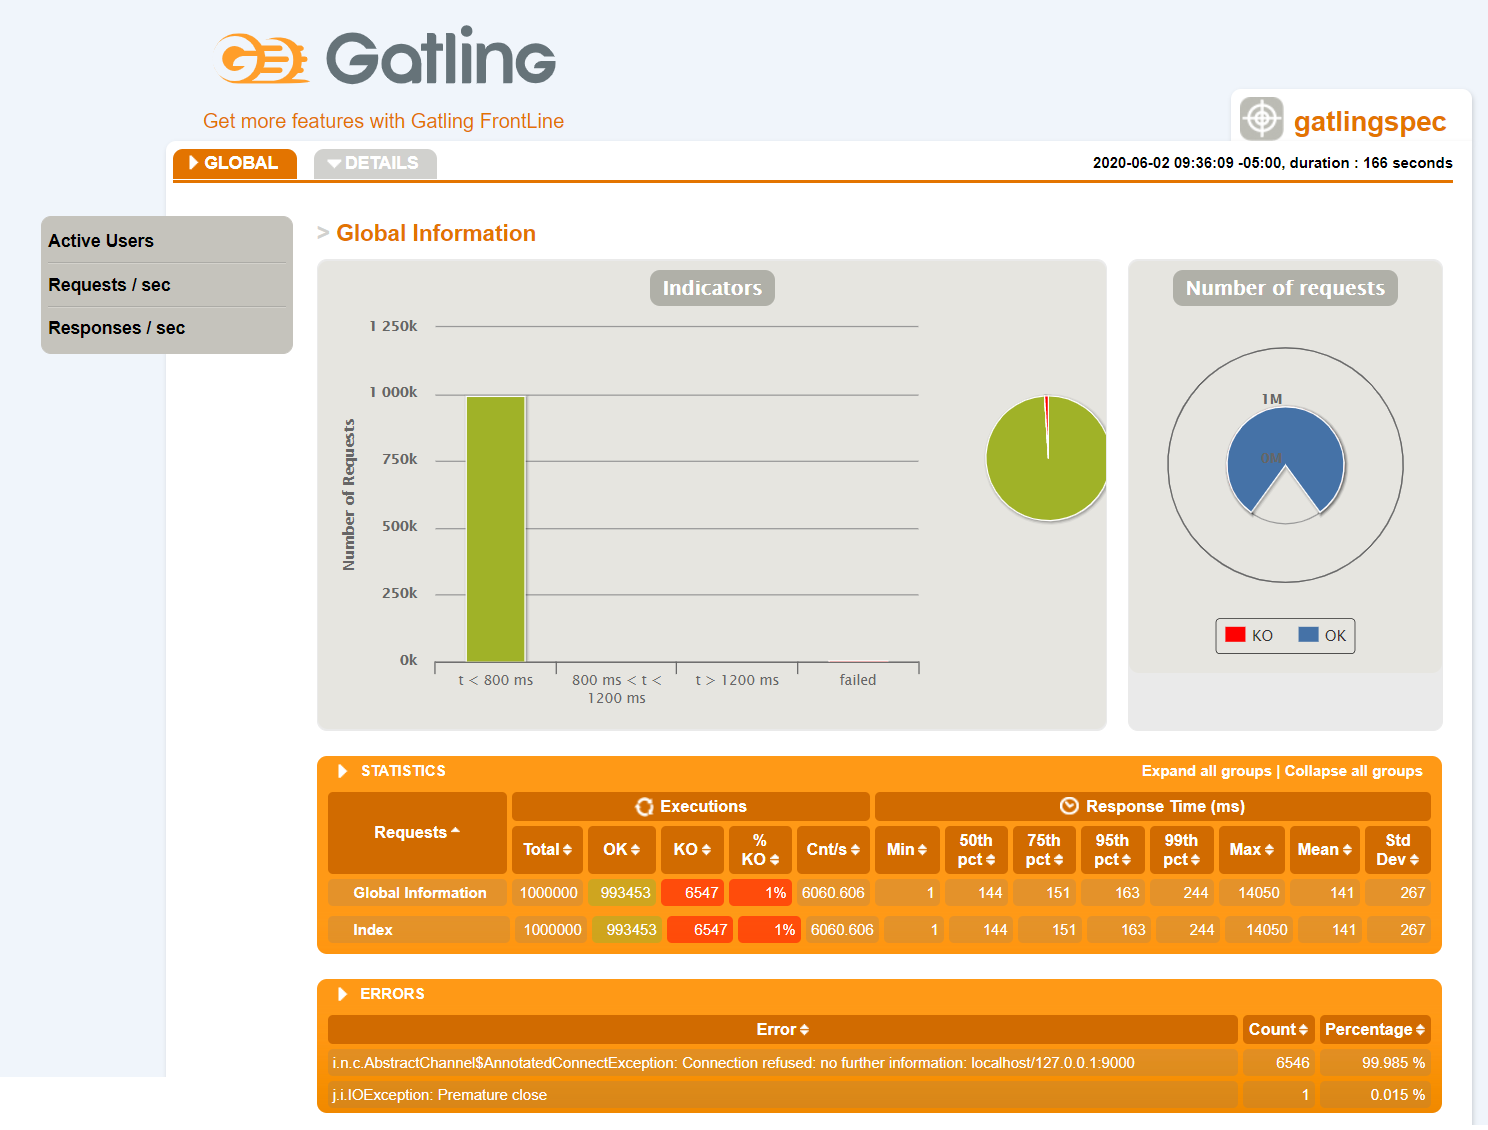 Gatling
Get more features with Gatling FrontLine
gatlingspec
GLOBAL
DETAILS
2020-06-02 09:36:09 -05:00, duration : 166 seconds
Active Users
Requests / sec
Responses / sec
> Global Information
Indicators
Number of Requests
1 250k
1 000k
750k
500k
250k
0k
t < 800 ms
800 ms < t <
1200 ms
t > 1200 ms
failed
Number of requests
1M
0M
KO OK
STATISTICS
Expand all groups | Collapse all groups
Requests
Executions
Response Time (ms)
Total OK KO %
KO Cnt/s Min 50th
pct 75th
pct 95th
pct 99th
pct Max Mean Std
Dev
Global Information 1000000 993453 6547 1% 6060.606 1 144 151 163 244 14050 141 267
Index 1000000 993453 6547 1% 6060.606 1 144 151 163 244 14050 141 267
ERRORS
Error Count Percentage
i.n.c.AbstractChannel$AnnotatedConnectException: Connection refused: no further information: localhost/127.0.0.1:9000 6546 99.985 %
j.i.IOException: Premature close 1 0.015 %